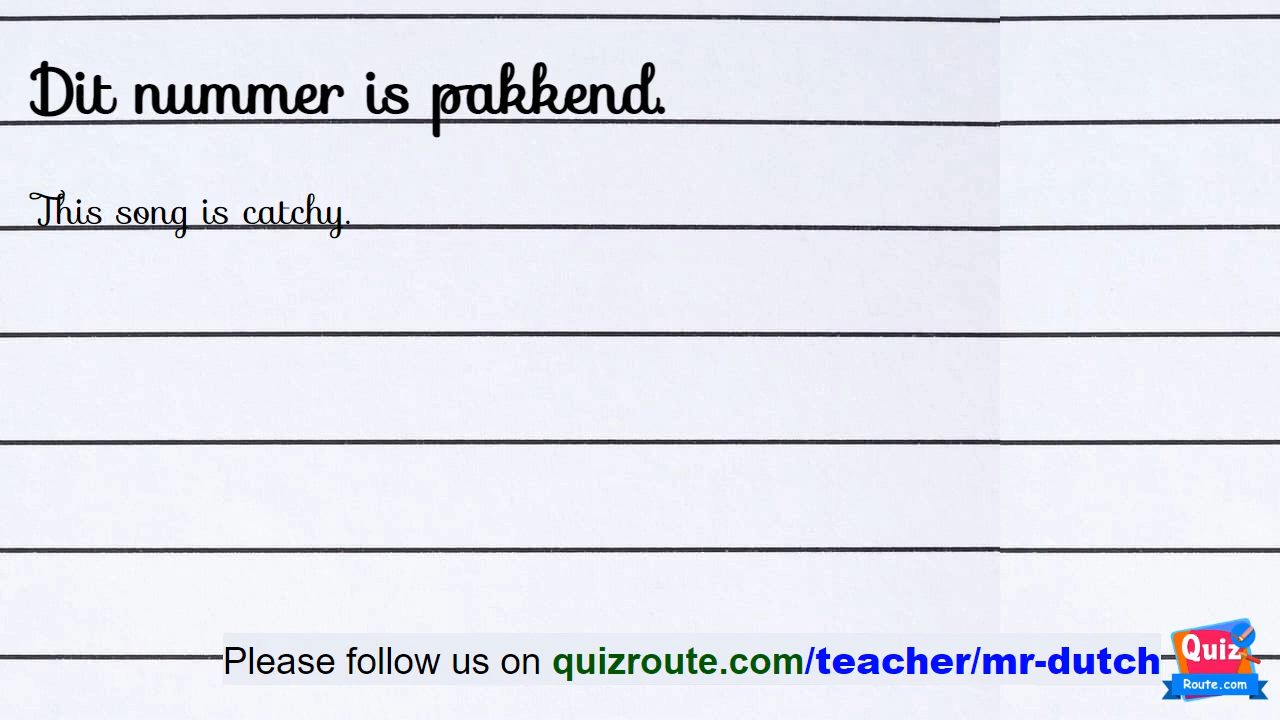 Dit nummer is pakkend.
This song is catchy.
Please follow us on quizroute.com/teacher/mr-dutch
Quiz
Route.com